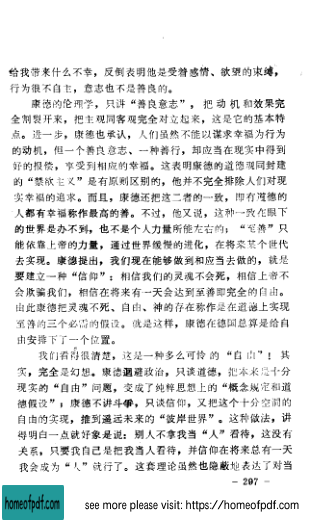 给我带来什么不幸，反倒表明他是受着感情、欲望的束缚，
行为很不自主，意志也不是善良的。
康德的伦理学，只讲“善良意志”，把动机和效果完
全割裂开来，把主观同客观完全对立起来，这是它的基本特
点。进一步，康德也承认，人们虽然不能以谋求幸福为行为
的动机，但一个善良意志、一种善行，却应当在现实中得到
好的报偿，享受到相应的幸福。这表明康德的道德观同封建
的“禁欲主义”是有原则区别的，他并不完全排除人们对现
实幸福的追求。而且，康德还把这二者的一致，即有道德的
人都有幸福称作最高的善。不过，他又说，这种一致在眼下
的世界是办不到，也不是个人力量所能左右的；“至善”只
能依靠上帝的力量，通过世界缓慢的进化，在将来某个世代
去实现。康德提出，我们现在能够做到和应当去做的，就是
要建立一种“信仰”：相信我们的灵魂不会死，相信上帝不
会欺骗我们，相信在将来有一天会达到至善即完全的自由。
由此康德把灵魂不死、自由、神的存在称作是在道德上实现
至善的三个必需的假设。就是这样，康德在德国总算是给自
由安排下了一个位置。
我们看得很清楚，这是一种多么可怜的“自由”！其
实，完全是幻想。康德逃避政治，只谈道德，把本来是十分
现实的“自由”问题，变成了纯粹思想上的“概念规定和道
德假设”；康德不讲斗争，只谈信仰，又把这个十分空洞的
自由的实现，推到遥远未来的“彼岸世界”。这种做法，讲
得明白一点就好象是说：别人不拿我当“人”看待，这没有
关系，只要我自己是把我当人看待，并信仰在将来总有一天
我会成为“人”就行了。这套理论虽然也隐蔽地表达了对当
－ 297 －
homeofpdf.com
see more please visit: https://homeofpdf.com
homeofpdf.com